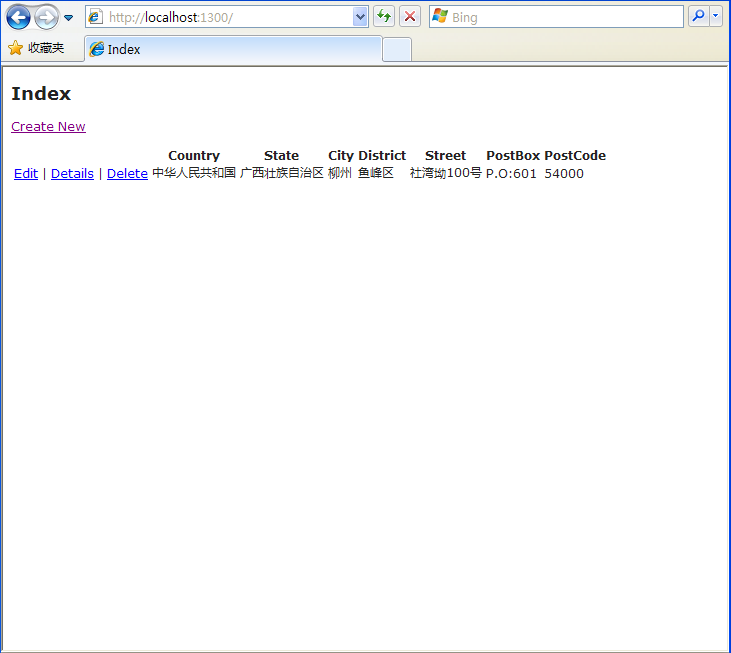 http://localhost:1300/
Bing
收藏夹
Index
Index
Create New
Country State City District Street PostBox PostCode
Edit | Details | Delete 中华人民共和国 广西壮族自治区 柳州 鱼峰区 社湾坳100号 P.O:601 54000